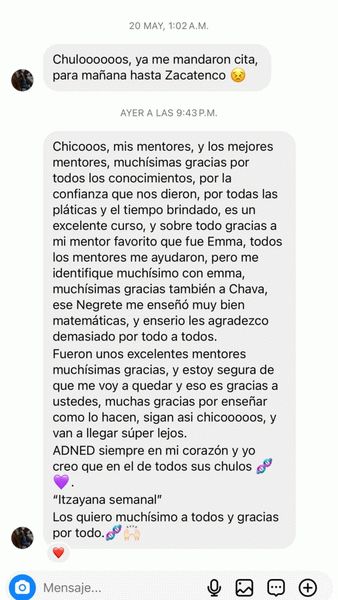 20 MAY, 1:02 A.M.
Chuloooooos, ya me mandaron cita,
para mañana hasta Zacatenco 😣
AYER A LAS 9:43 P.M.
Chicooos, mis mentores, y los mejores
mentores, muchísimas gracias por
todos los conocimientos, por la
confianza que nos dieron, por todas las
pláticas y el tiempo brindado, es un
excelente curso, y sobre todo gracias a
mi mentor favorito que fue Emma, todos
los mentores me ayudaron, pero me
identifique muchísimo con emma,
muchísimas gracias también a Chava,
ese Negrete me enseñó muy bien
matemáticas, y enserio les agradezco
demasiado por todo a todos.
Fueron unos excelentes mentores
muchísimas gracias, y estoy segura de
que me voy a quedar y eso es gracias a
ustedes, muchas gracias por enseñar
como lo hacen, sigan asi chicooooos, y
van a llegar súper lejos.
ADNED siempre en mi corazón y yo
creo que en el de todos sus chulos 🧬
💜.
“Itzayana semanal”
Los quiero muchísimo a todos y gracias
por todo.🧬🙌🏻
❤️
Mensaje...